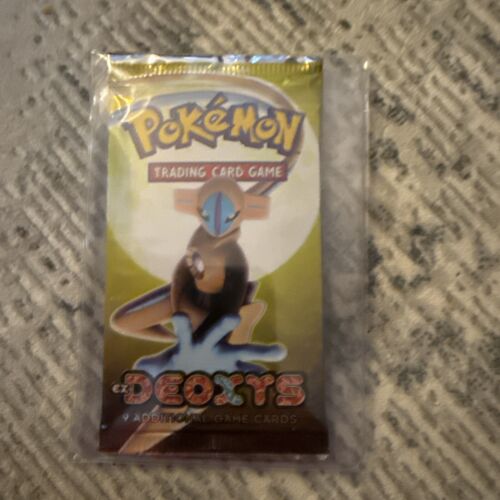 POKéMON
TRADING CARD GAME
ex DEOXYS
9 ADDITIONAL GAME CARDS